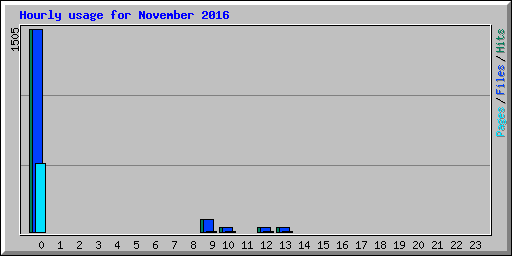 Hourly usage for November 2016
1505
Pages/Files/Hits
0 1 2 3 4 5 6 7 8 9 10 11 12 13 14 15 16 17 18 19 20 21 22 23